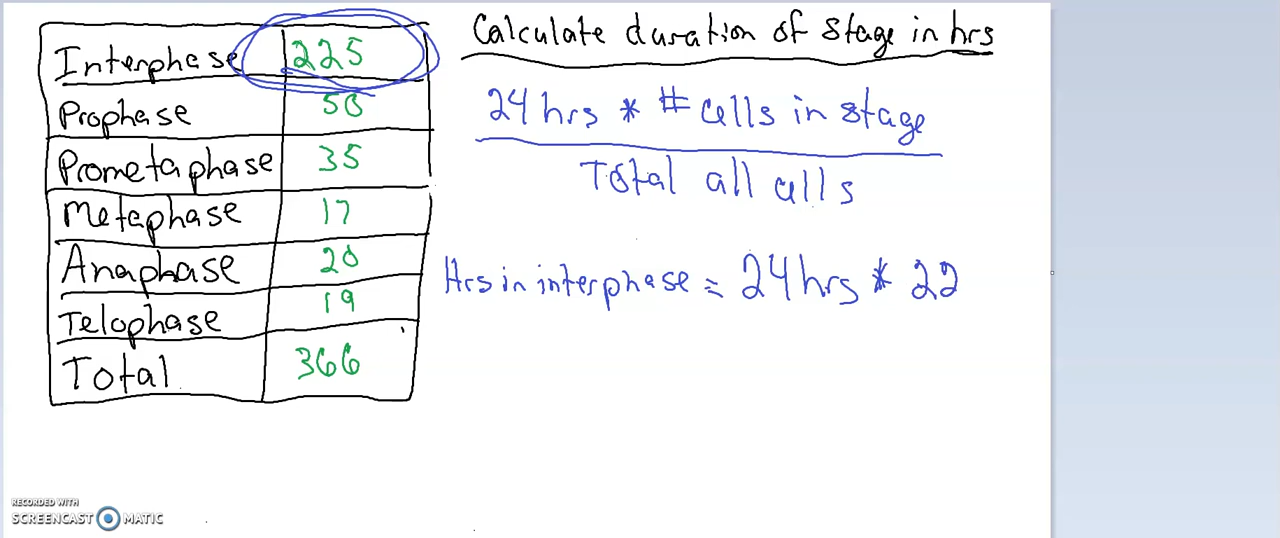 Interphase 225
Prophase 50
Prometaphase 35
Metaphase 17
Anaphase 20
Telophase 19
Total 366
Calculate duration of stage in hrs
24 hrs * # cells in stage
Total all cells
Hrs in interphase = 24 hrs * 22
RECORDED WITH
SCREENCAST MATIC